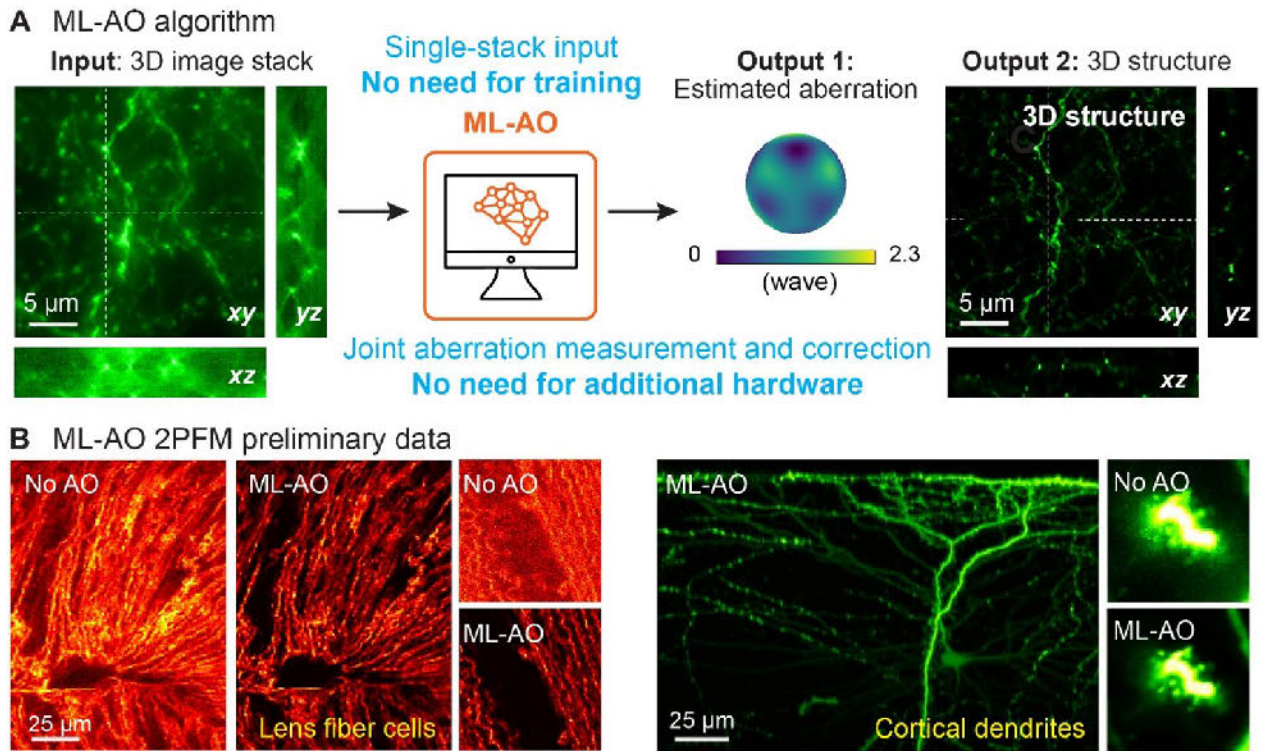 A ML-AO algorithm
Input: 3D image stack
xy
yz
xz
5 µm
Single-stack input
No need for training
ML-AO
Joint aberration measurement and correction
No need for additional hardware
Output 1:
Estimated aberration
0
2.3
(wave)
Output 2: 3D structure
3D structure
5 µm
xy
yz
xz
B ML-AO 2PFM preliminary data
No AO
25 µm
ML-AO
Lens fiber cells
No AO
ML-AO
ML-AO
25 µm
Cortical dendrites
No AO
ML-AO